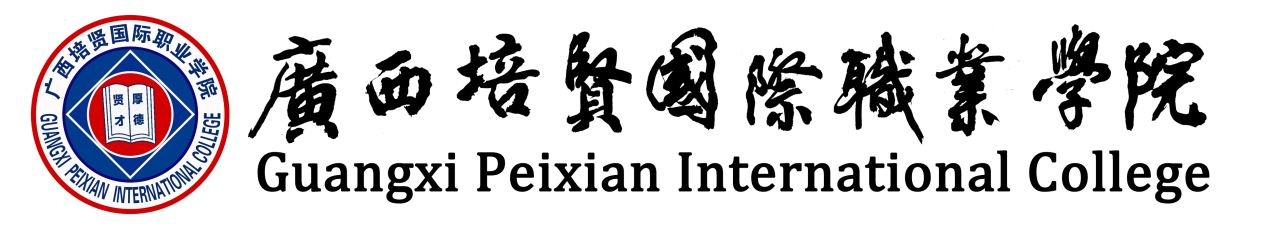 广西培贤国际职业学院
厚德
贤才
GUANGXI PEIXIAN INTERNATIONAL COLLEGE
廣西培賢國際職業學院
Guangxi Peixian International College